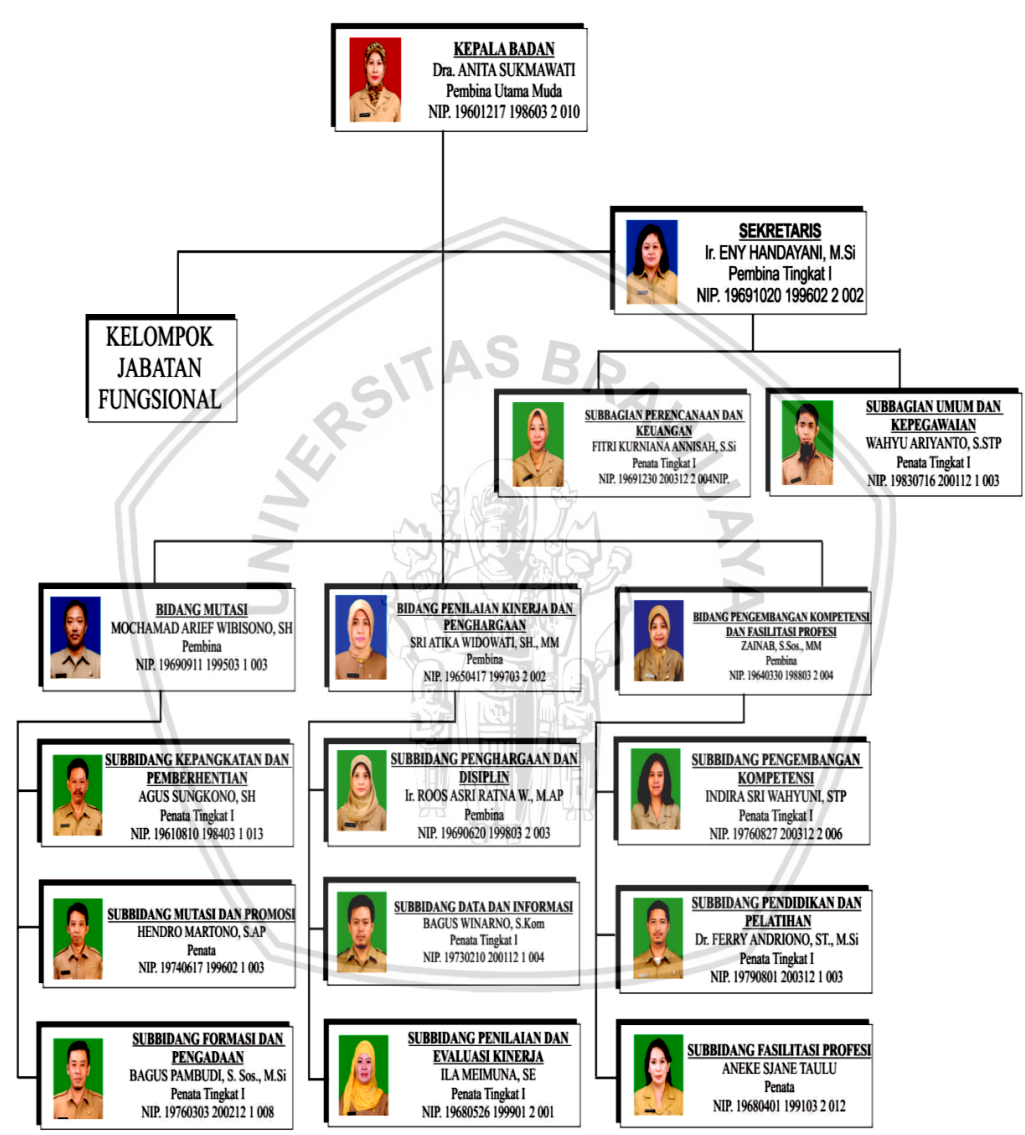 KEPALA BADAN
Dra. ANITA SUKMAWATI
Pembina Utama Muda
NIP. 19601217 198603 2 010
SEKRETARIS
Ir. ENY HANDAYANI, M.Si
Pembina Tingkat I
NIP. 19691020 199602 2 002
KELOMPOK
JABATAN
FUNGSIONAL
SUBBAGIAN PERENCANAAN DAN
KEUANGAN
FITRI KURNIANA ANNISAH, S.Si
Penata Tingkat I
NIP. 19691230 200312 2 004NIP.
SUBBAGIAN UMUM DAN
KEPEGAWAIAN
WAHYU ARIYANTO, S.STP
Penata Tingkat I
NIP. 19830716 200112 1 003
UNIVERSITAS BRAWIJAYA
BIDANG MUTASI
MOCHAMAD ARIEF WIBISONO, SH
Pembina
NIP. 19690911 199503 1 003
BIDANG PENILAIAN KINERJA DAN
PENGHARGAAN
SRI ATIKA WIDOWATI, SH., MM
Pembina
NIP. 19650417 199703 2 002
BIDANG PENGEMBANGAN KOMPETENSI
DAN FASILITASI PROFESI
ZAINAB, S.Sos., MM
Pembina
NIP. 19640330 198803 2 004
SUBBIDANG KEPANGKATAN DAN
PEMBERHENTIAN
AGUS SUNGKONO, SH
Penata Tingkat I
NIP. 19610810 198403 1 013
SUBBIDANG PENGHARGAAN DAN
DISIPLIN
Ir. ROOS ASRI RATNA W., M.AP
Pembina
NIP. 19690620 199803 2 003
SUBBIDANG PENGEMBANGAN
KOMPETENSI
INDIRA SRI WAHYUNI, STP
Penata Tingkat I
NIP. 19760827 200312 2 006
SUBBIDANG MUTASI DAN PROMOSI
HENDRO MARTONO, S.AP
Penata
NIP. 19740617 199602 1 003
SUBBIDANG DATA DAN INFORMASI
BAGUS WINARNO, S.Kom
Penata Tingkat I
NIP. 19730210 200112 1 004
SUBBIDANG PENDIDIKAN DAN
PELATIHAN
Dr. FERRY ANDRIONO, ST., M.Si
Penata Tingkat I
NIP. 19790801 200312 1 003
SUBBIDANG FORMASI DAN
PENGADAAN
BAGUS PAMBUDI, S. Sos., M.Si
Penata Tingkat I
NIP. 19760303 200212 1 008
SUBBIDANG PENILAIAN DAN
EVALUASI KINERJA
ILA MEIMUNA, SE
Penata Tingkat I
NIP. 19680526 199901 2 001
SUBBIDANG FASILITASI PROFESI
ANEKE SJANE TAULU
Penata
NIP. 19680401 199103 2 012